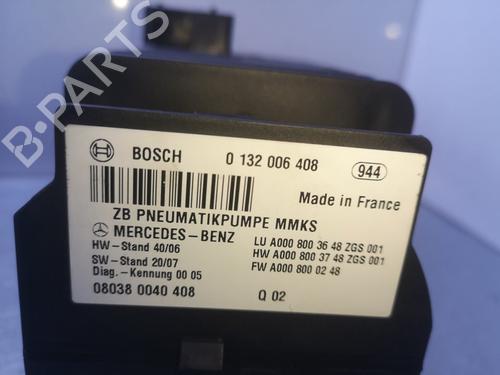 B-PARTS
BOSCH 0 132 006 408 944
Made in France
ZB PNEUMATIKPUMPE MMKS
MERCEDES-BENZ LU A000 800 36 48 ZGS 001
HW-Stand 40/06 HW A000 800 37 48 ZGS 001
SW-Stand 20/07 FW A000 800 02 48
Diag.-Kennung 00 05
08038 0040 408 Q 02